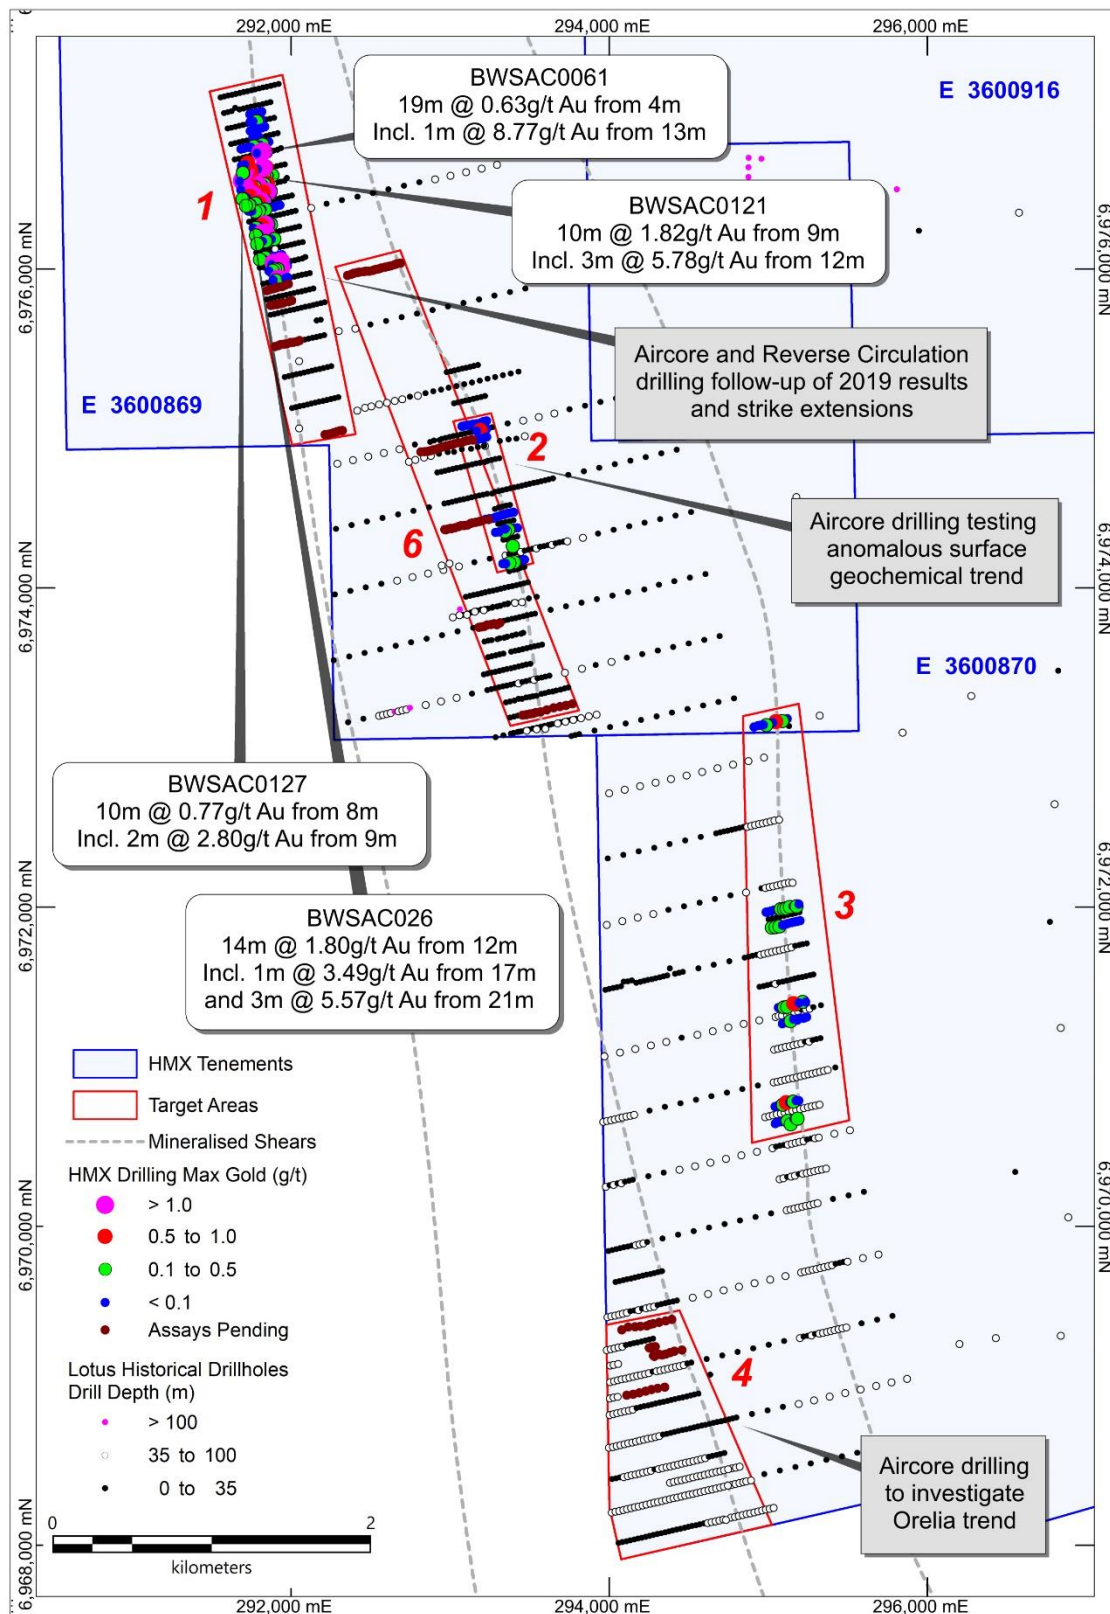 292,000 mE
294,000 mE
296,000 mE
BWSAC0061
19m @ 0.63g/t Au from 4m
Incl. 1m @ 8.77g/t Au from 13m
E 3600916
1
BWSAC0121
10m @ 1.82g/t Au from 9m
Incl. 3m @ 5.78g/t Au from 12m
6,976,000 mN
6,976,000 mN
Aircore and Reverse Circulation
drilling follow-up of 2019 results
and strike extensions
E 3600869
2
6
Aircore drilling testing
anomalous surface
geochemical trend
6,974,000 mN
6,974,000 mN
E 3600870
BWSAC0127
10m @ 0.77g/t Au from 8m
Incl. 2m @ 2.80g/t Au from 9m
3
6,972,000 mN
6,972,000 mN
BWSAC026
14m @ 1.80g/t Au from 12m
Incl. 1m @ 3.49g/t Au from 17m
and 3m @ 5.57g/t Au from 21m
HMX Tenements
Target Areas
Mineralised Shears
HMX Drilling Max Gold (g/t)
> 1.0
0.5 to 1.0
0.1 to 0.5
< 0.1
Assays Pending
6,970,000 mN
6,970,000 mN
Lotus Historical Drillholes
Drill Depth (m)
> 100
35 to 100
0 to 35
4
Aircore drilling
to investigate
Orelia trend
0
2
kilometers
6,968,000 mN
292,000 mE
294,000 mE
296,000 mE